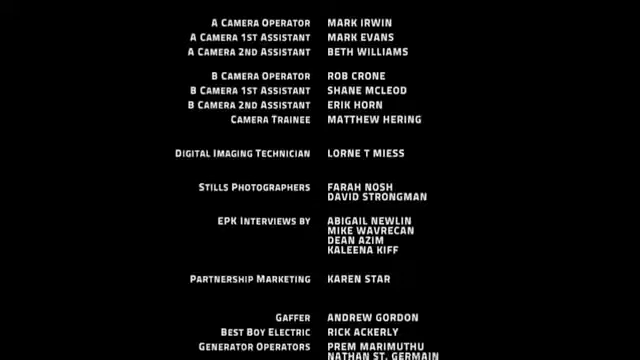 A CAMERA OPERATOR MARK IRWIN
A CAMERA 1ST ASSISTANT MARK EVANS
A CAMERA 2ND ASSISTANT BETH WILLIAMS
B CAMERA OPERATOR ROB CRONE
B CAMERA 1ST ASSISTANT SHANE MCLEOD
B CAMERA 2ND ASSISTANT ERIK HORN
CAMERA TRAINEE MATTHEW HERING
DIGITAL IMAGING TECHNICIAN LORNE T MIESS
STILLS PHOTOGRAPHERS FARAH NOSH
DAVID STRONGMAN
EPK INTERVIEWS BY ABIGAIL NEWLIN
MIKE WAVRECAN
DEAN AZIM
KALEENA KIFF
PARTNERSHIP MARKETING KAREN STAR
GAFFER ANDREW GORDON
BEST BOY ELECTRIC RICK ACKERLY
GENERATOR OPERATORS PREM MARIMUTHU
NATHAN ST. GERMAIN